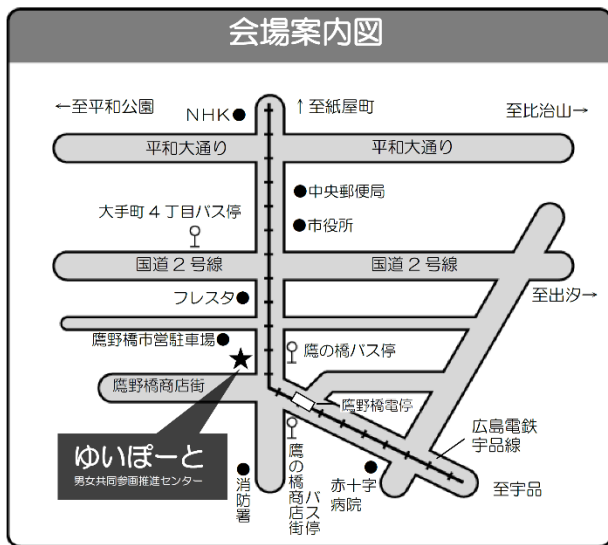 会場案内図
←至平和公園
NHK
↑至紙屋町
至比治山→
平和大通り
平和大通り
中央郵便局
大手町4丁目バス停
市役所
国道2号線
国道2号線
フレスタ
至出汐→
鷹野橋市営駐車場
鷹の橋バス停
鷹野橋商店街
鷹野橋電停
広島電鉄
宇品線
ゆいぽーと
男女共同参画推進センター
消防署
鷹の橋商店街
バス停
赤十字
病院
至宇品